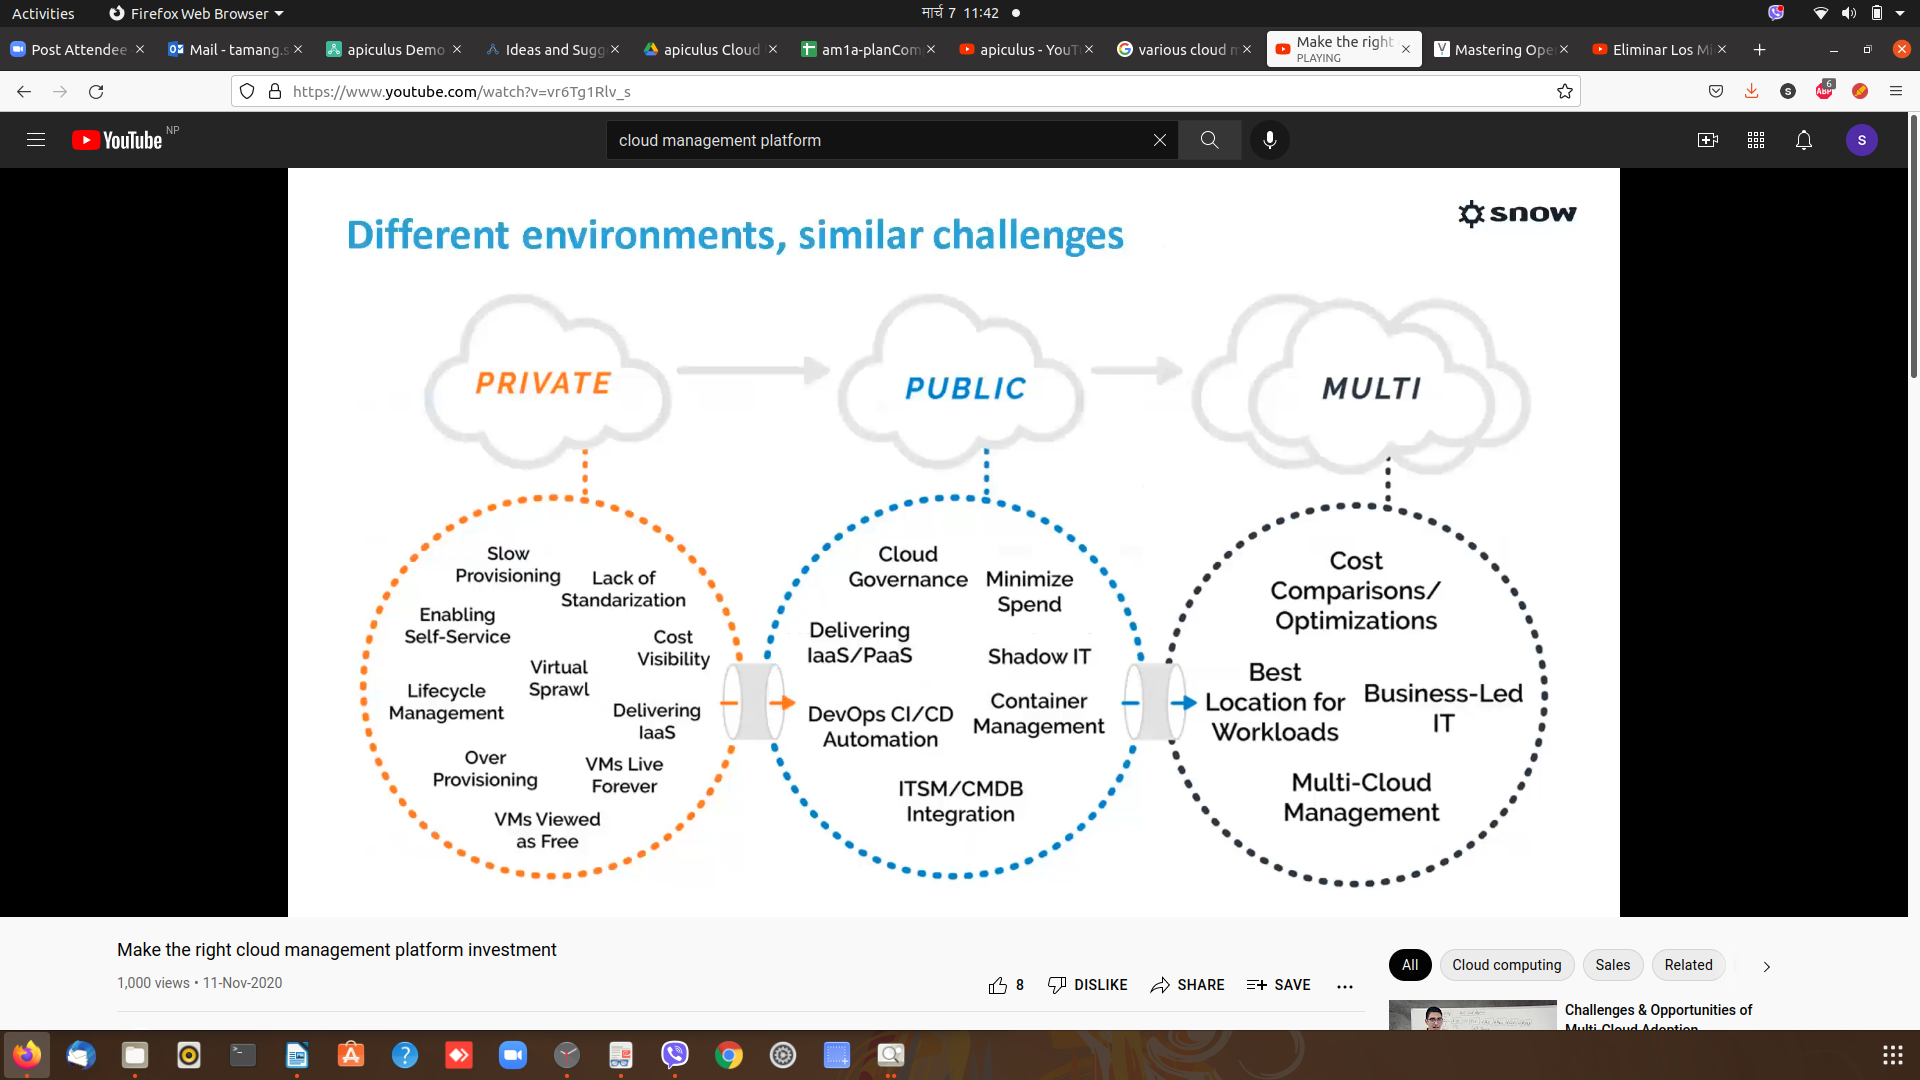 Activities
Firefox Web Browser
मार्च 7 11:42
Post Attendee
Mail - tamang.s
apiculus Demo
Ideas and Sugg
apiculus Cloud
am1a-planCom
apiculus - YouT
various cloud m
Make the right
PLAYING
Mastering Ope
Eliminar Los Mi
https://www.youtube.com/watch?v=vr6Tg1Rlv_s
6
ABP
S
YouTube NP
cloud management platform
S
Different environments, similar challenges
snow
PRIVATE
PUBLIC
MULTI
Slow
Provisioning
Lack of
Standarization
Enabling
Self-Service
Cost
Visibility
Virtual
Sprawl
Lifecycle
Management
Delivering
IaaS
Over
Provisioning
VMs Live
Forever
VMs Viewed
as Free
Cloud
Governance
Minimize
Spend
Delivering
IaaS/PaaS
Shadow IT
DevOps CI/CD
Automation
Container
Management
ITSM/CMDB
Integration
Cost
Comparisons/
Optimizations
Best
Location for
Workloads
Business-Led
IT
Multi-Cloud
Management
Make the right cloud management platform investment
1,000 views • 11-Nov-2020
8
DISLIKE
SHARE
SAVE
All
Cloud computing
Sales
Related
Challenges & Opportunities of
Multi-Cloud Adoption